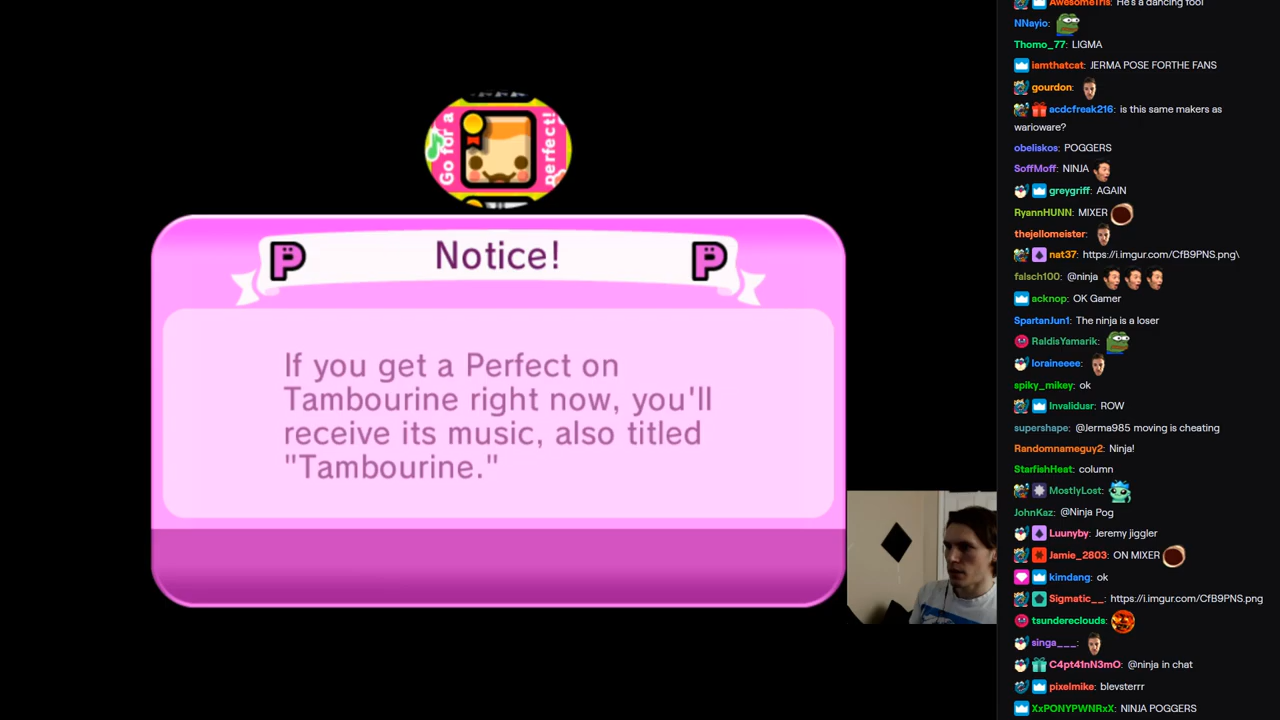 Go for a
Perfect!
P
Notice!
P
If you get a Perfect on
Tambourine right now, you'll
receive its music, also titled
"Tambourine."
AwesomeTris: He's a dancing fool
NNayio:
Thomo_77: LIGMA
iamthatcat: JERMA POSE FORTHE FANS
gourdon:
acdcfreak216: is this same makers as
warioware?
obeliskos: POGGERS
SoffMoff: NINJA
greygriff: AGAIN
RyannHUNN: MIXER
thejellomeister:
nat37: https://i.imgur.com/CfB9PNS.png\
falsch100: @ninja
acknop: OK Gamer
SpartanJun1: The ninja is a loser
RaldisYamarik:
loraineeee:
spiky_mikey: ok
Invalidusr: ROW
supershape: @Jerma985 moving is cheating
Randomnameguy2: Ninja!
StarfishHeat: column
MostlyLost:
JohnKaz: @Ninja Pog
Luunyby: Jeremy jiggler
Jamie_2803: ON MIXER
kimdang: ok
Sigmatic__: https://i.imgur.com/CfB9PNS.png
tsundereclouds:
singa___:
C4pt41nN3mO: @ninja in chat
pixelmike: blevsterrr
XxPONYPWNRxX: NINJA POGGERS